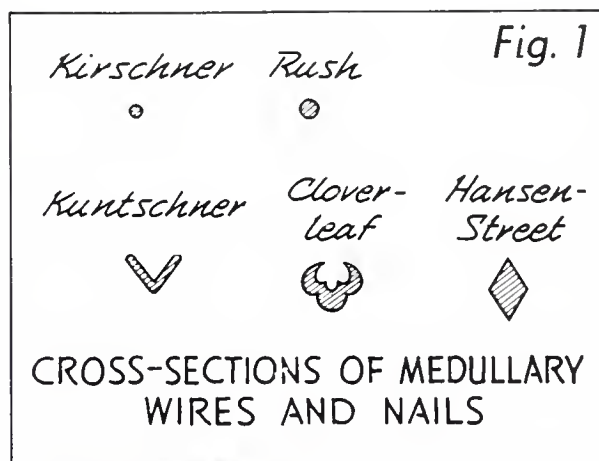 Fig. 1
Kirschner Rush
Kuntschner Clover-leaf Hansen-Street
CROSS-SECTIONS OF MEDULLARY
WIRES AND NAILS